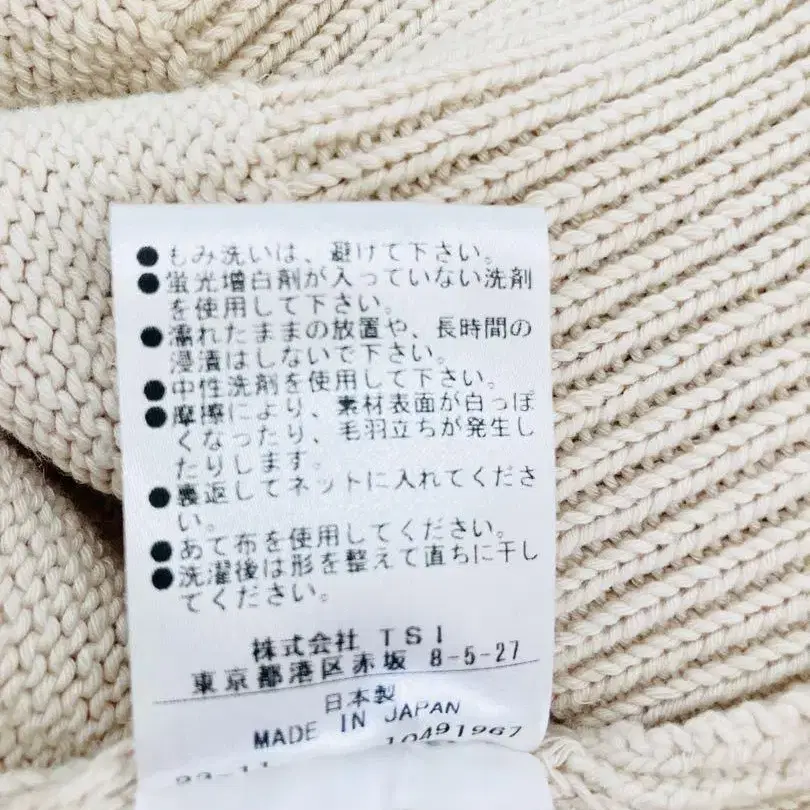 ●もみ洗いは、避けて下さい。
●蛍光増白剤が入っていない洗剤
を使用して下さい。
●濡れたままの放置や、長時間の
浸漬はしないで下さい。
●中性洗剤を使用して下さい。
●摩擦により、素材表面が白っぽ
くなったり、毛羽立ちが発生し
たりします。
●裏返してネットに入れてくださ
い。
●あて布を使用してください。
●洗濯後は形を整えて直ちに干し
てください。
株式会社 TSI
東京都港区赤坂 8-5-27
日本製
MADE IN JAPAN
10491967